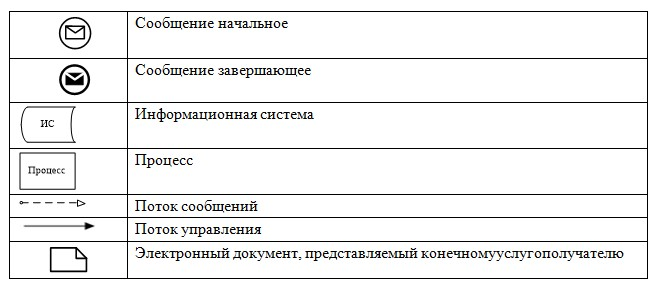 Сообщение начальное
Сообщение завершающее
ИС
Информационная система
Процесс
Процесс
Поток сообщений
Поток управления
Электронный документ, представляемый конечномууслугополучателю